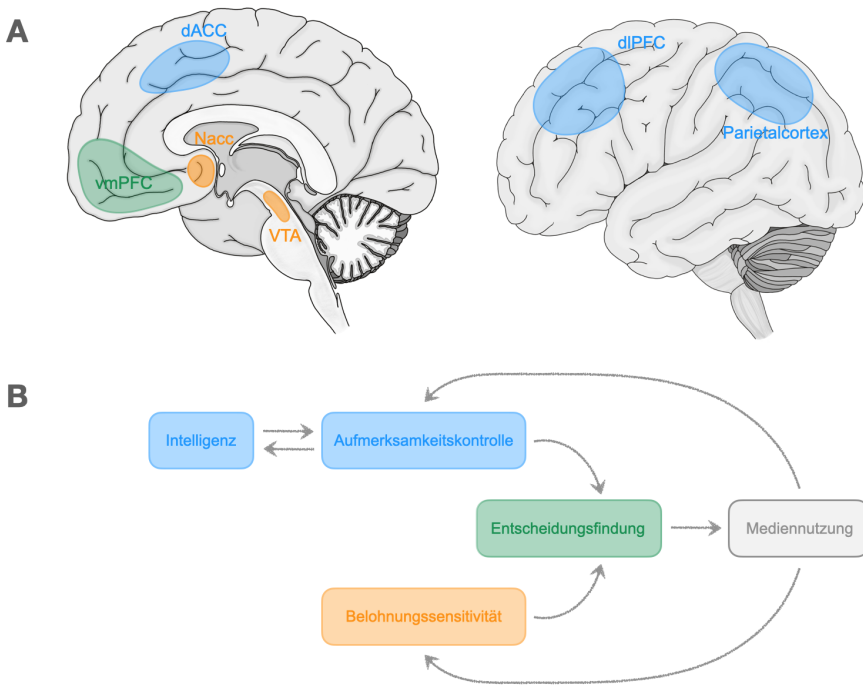 A
dACC
Nacc
vmPFC
VTA
dlPFC
Parietalcortex
B
Intelligenz
Aufmerksamkeitskontrolle
Entscheidungsfindung
Mediennutzung
Belohnungssensitivität